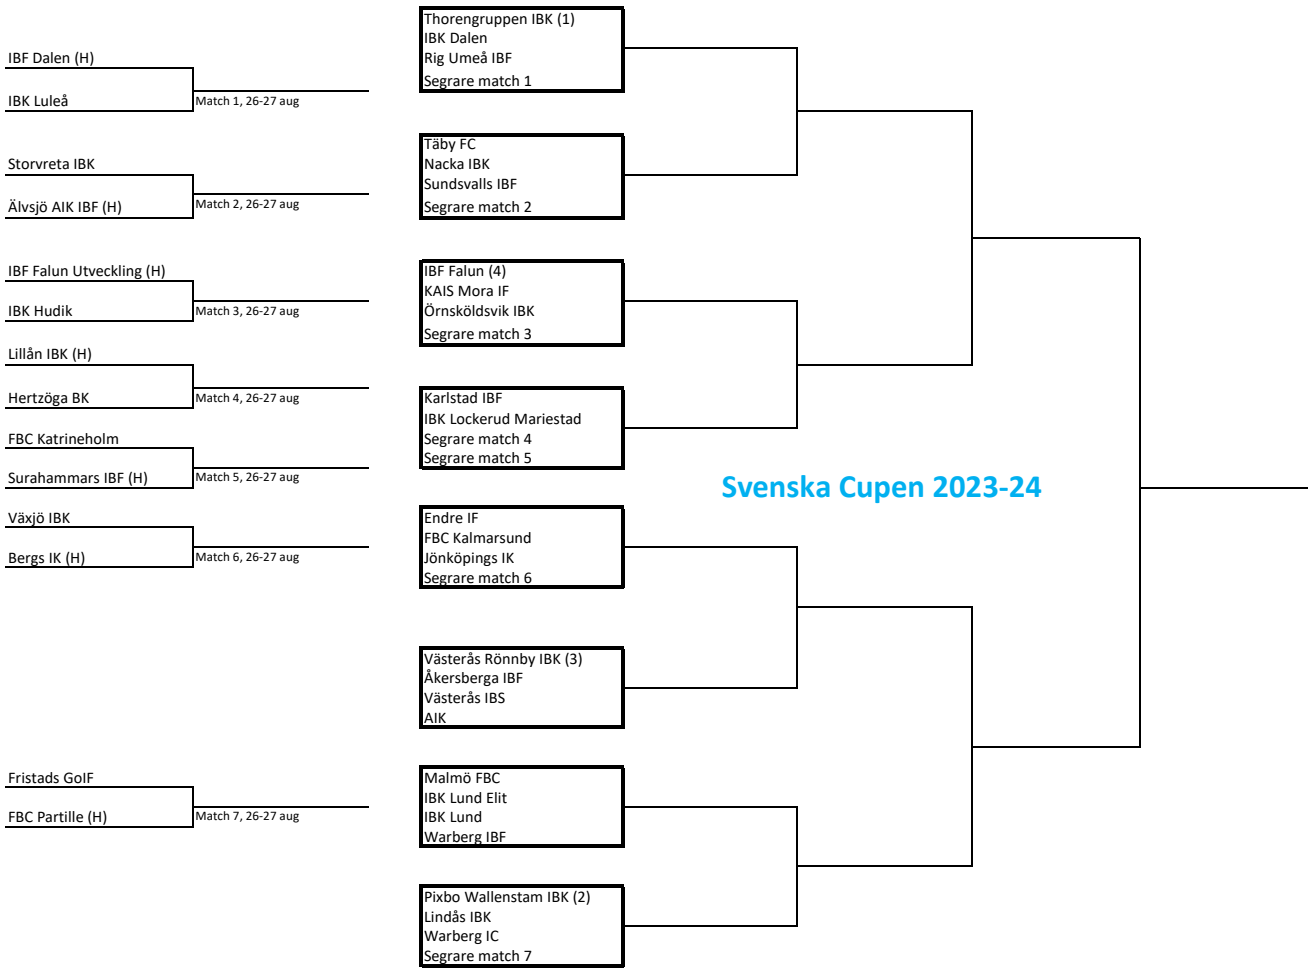 IBF Dalen (H)
IBK Luleå
Match 1, 26-27 aug
Storvreta IBK
Älvsjö AIK IBF (H)
Match 2, 26-27 aug
IBF Falun Utveckling (H)
IBK Hudik
Match 3, 26-27 aug
Lillån IBK (H)
Hertzöga BK
Match 4, 26-27 aug
FBC Katrineholm
Surahammars IBF (H)
Match 5, 26-27 aug
Växjö IBK
Bergs IK (H)
Match 6, 26-27 aug
Fristads GoIF
FBC Partille (H)
Match 7, 26-27 aug
Thorengruppen IBK (1)
IBK Dalen
Rig Umeå IBF
Segrare match 1
Täby FC
Nacka IBK
Sundsvalls IBF
Segrare match 2
IBF Falun (4)
KAIS Mora IF
Örnsköldsvik IBK
Segrare match 3
Karlstad IBF
IBK Lockerud Mariestad
Segrare match 4
Segrare match 5
Endre IF
FBC Kalmarsund
Jönköpings IK
Segrare match 6
Västerås Rönnby IBK (3)
Åkersberga IBF
Västerås IBS
AIK
Malmö FBC
IBK Lund Elit
IBK Lund
Warberg IBF
Pixbo Wallenstam IBK (2)
Lindås IBK
Warberg IC
Segrare match 7
Svenska Cupen 2023-24